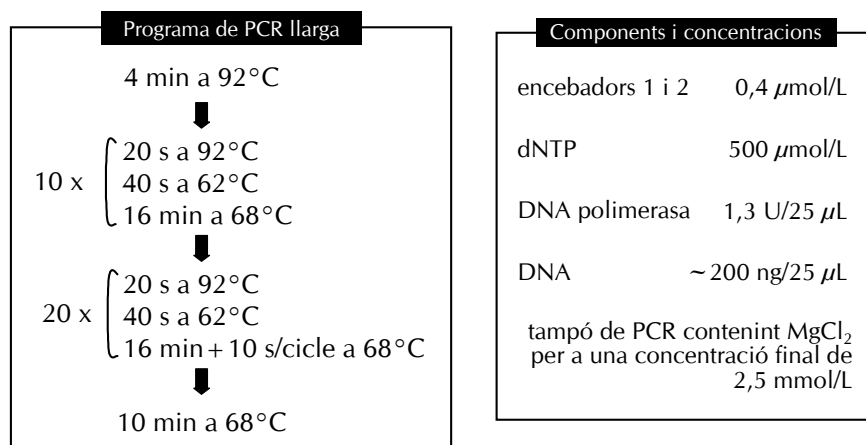 Programa de PCR llarga
4 min a 92°C
10 x
20 s a 92°C
40 s a 62°C
16 min a 68°C
20 x
20 s a 92°C
40 s a 62°C
16 min + 10 s/cicle a 68°C
10 min a 68°C
Components i concentracions
encebadors 1 i 2 0,4 µmol/L
dNTP 500 µmol/L
DNA polimerasa 1,3 U/25 µL
DNA ~ 200 ng/25 µL
tampó de PCR contenint MgCl₂
per a una concentració final de
2,5 mmol/L